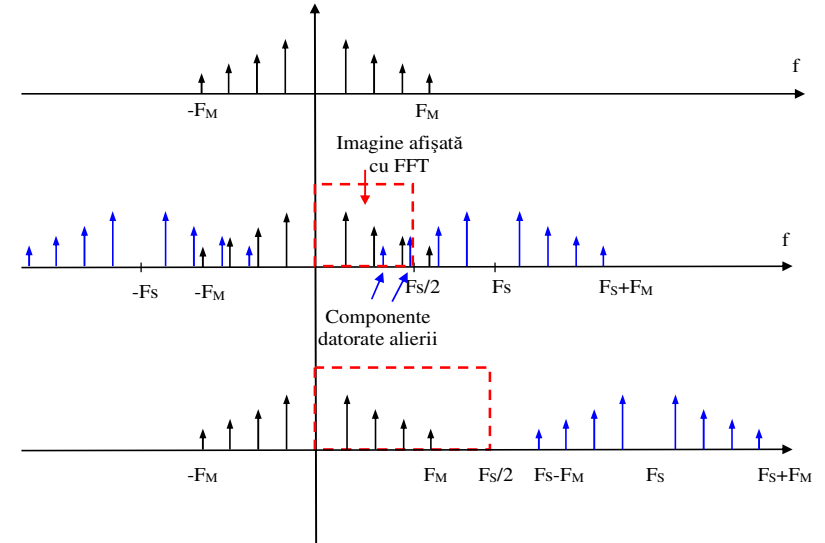 f
-FM FM
Imagine afişată
cu FFT
f
-FS -FM FS/2 FS FS+FM
Componente
datorate alierii
-FM FM FS/2 FS-FM FS FS+FM